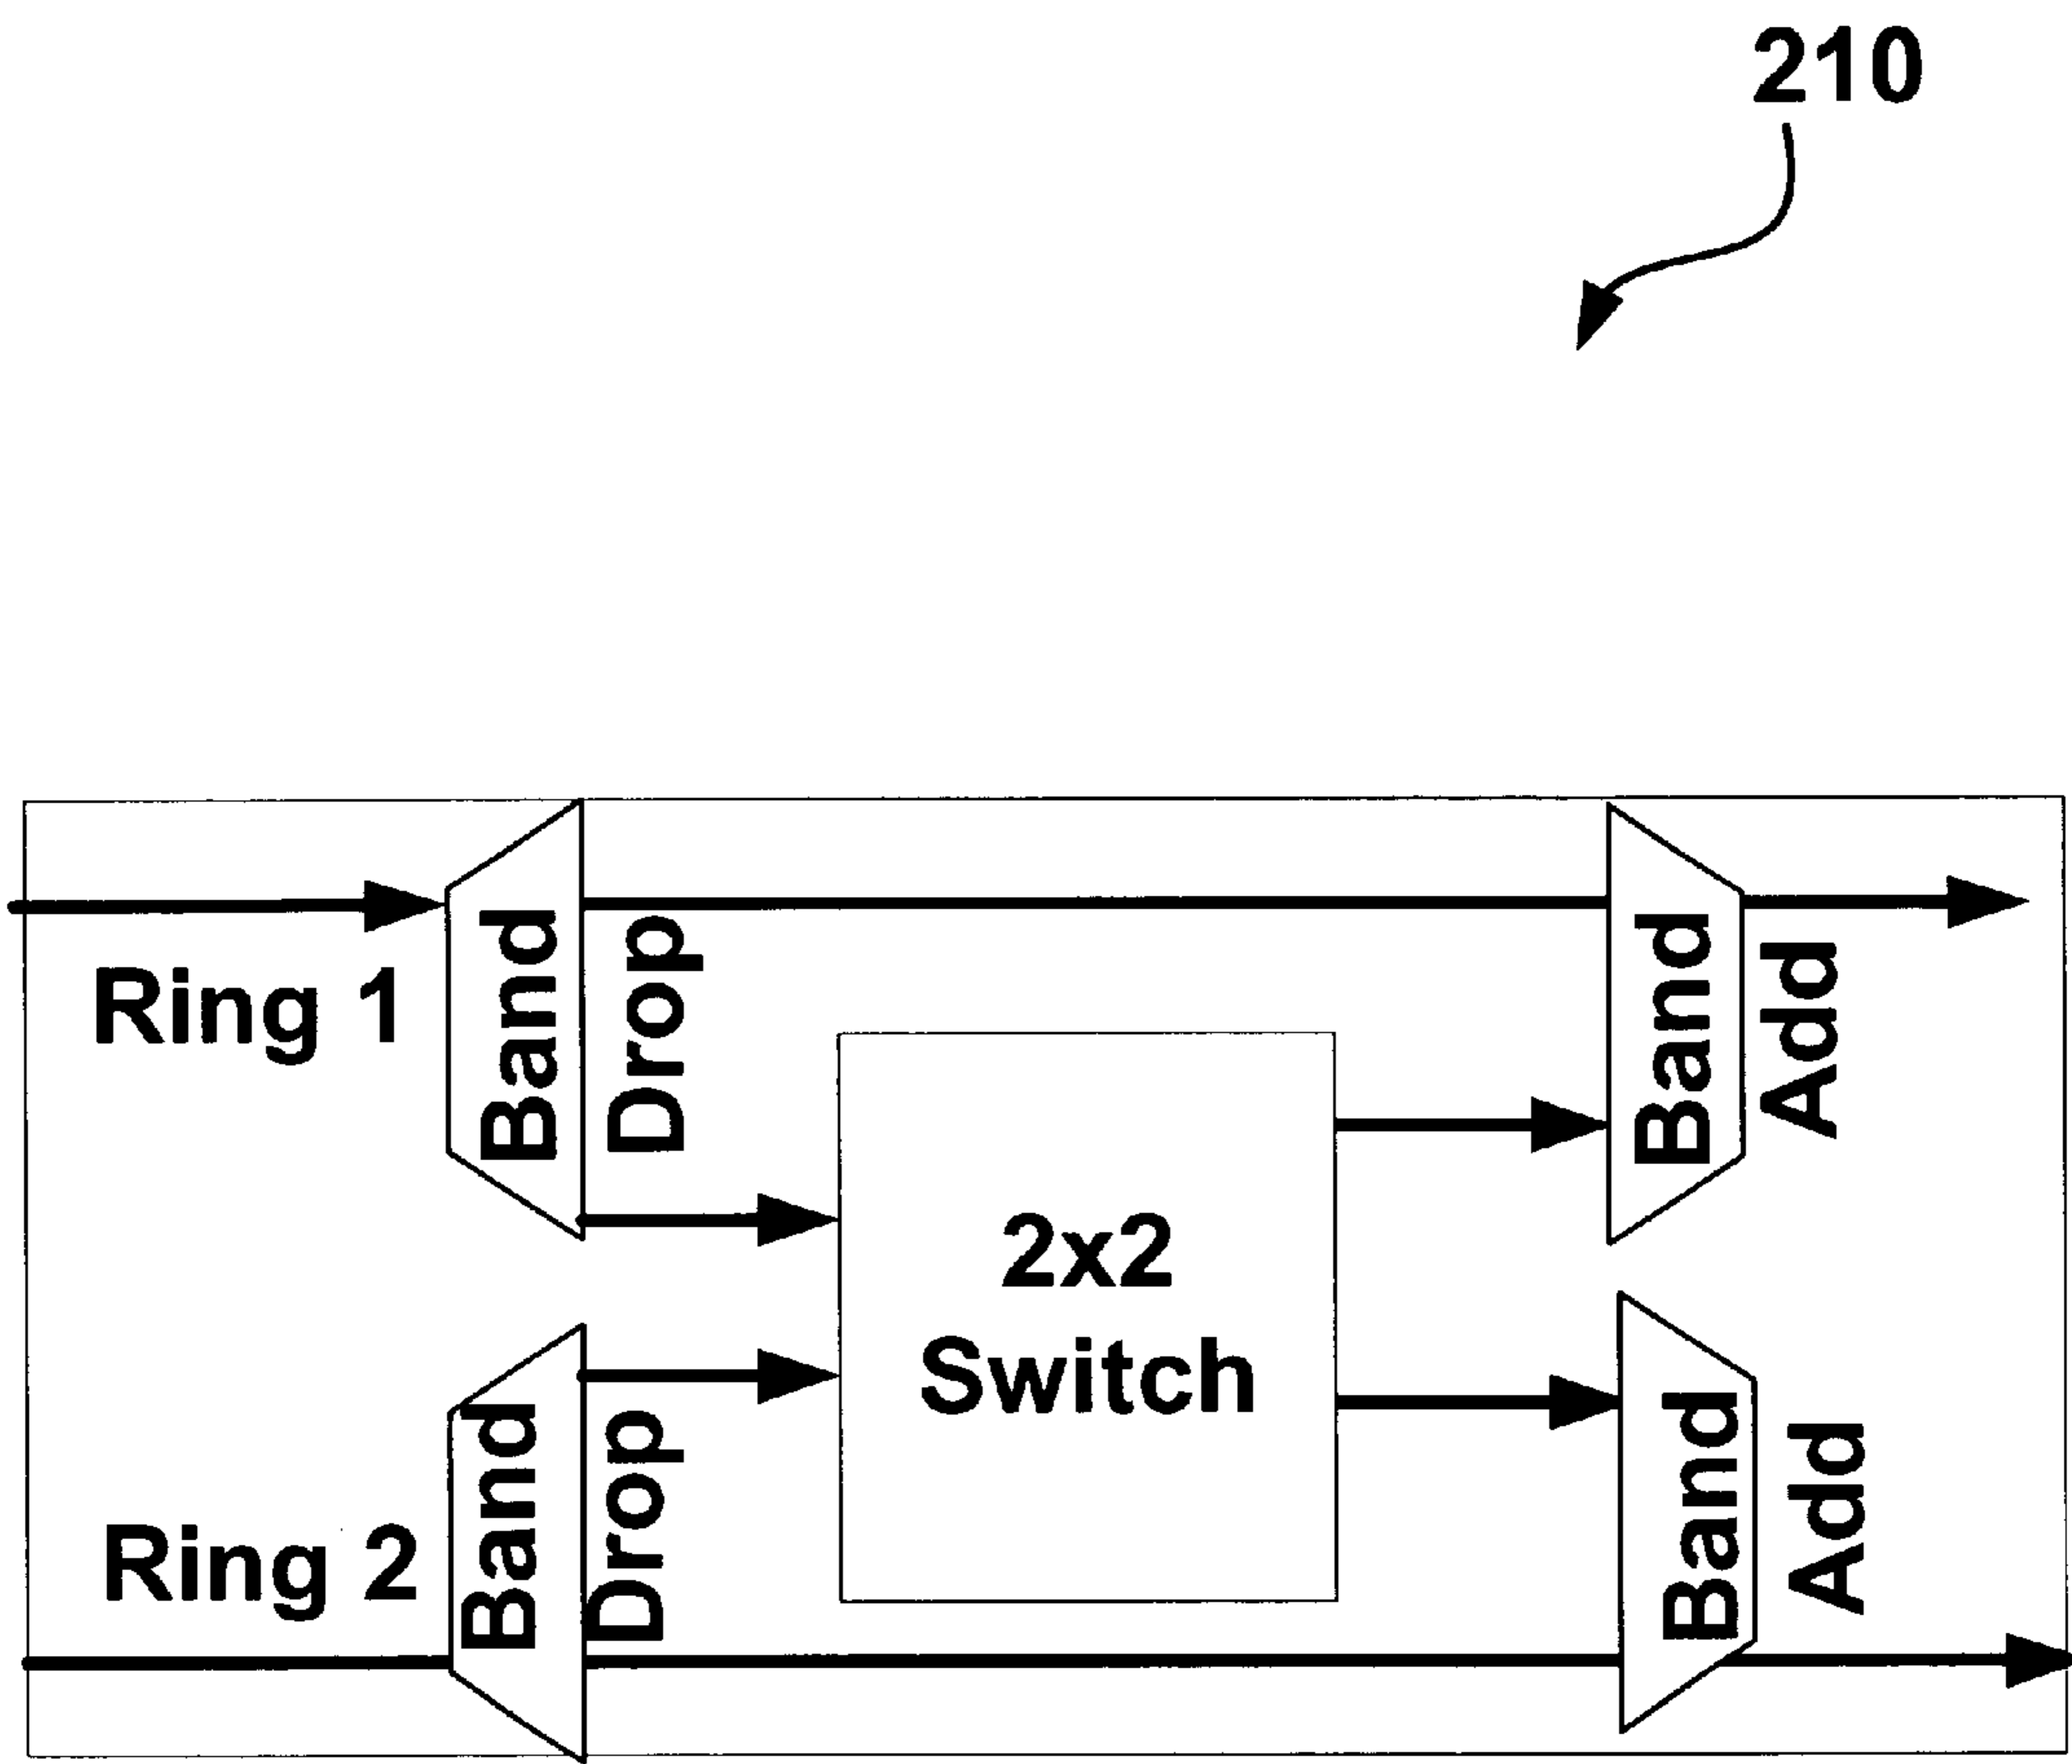 210
Ring 1
Band
Drop
Band
Add
2x2
Switch
Ring 2
Band
Drop
Band
Add